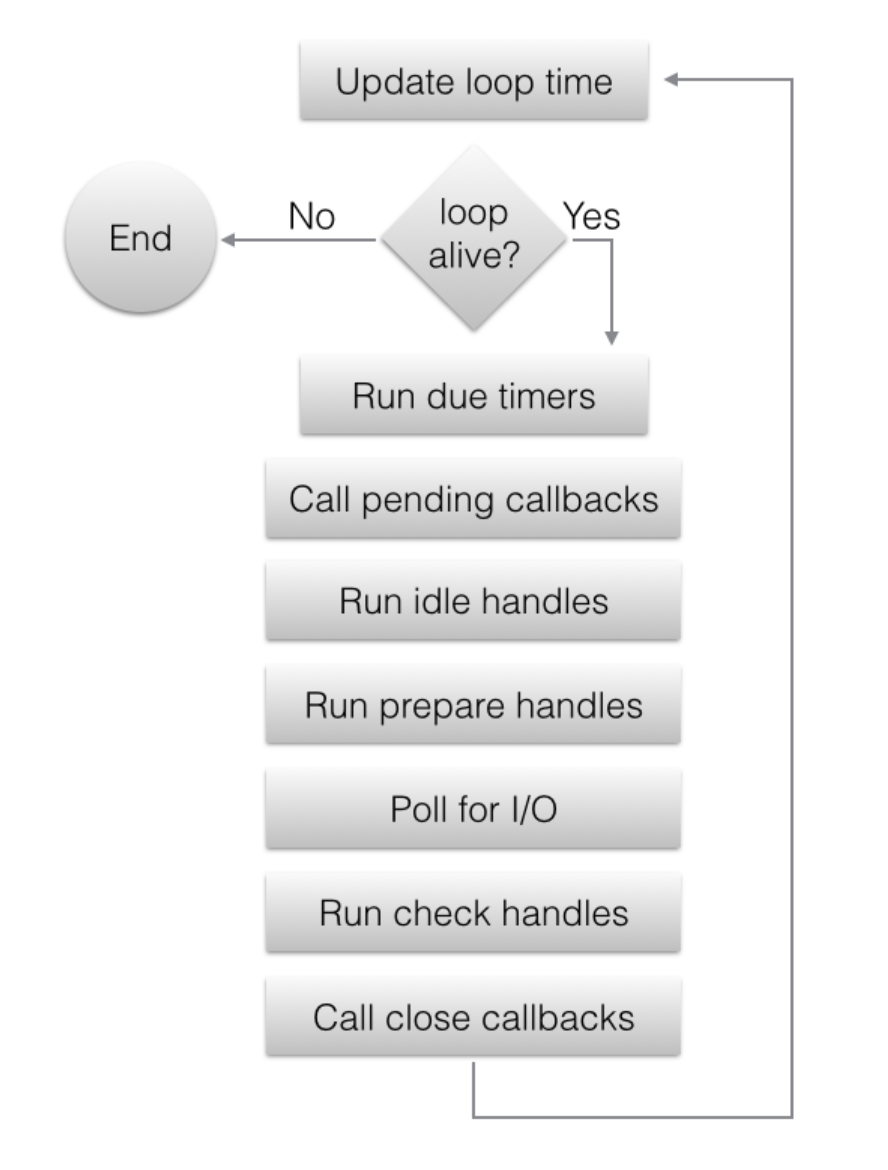 Update loop time
loop
alive?
No
Yes
End
Run due timers
Call pending callbacks
Run idle handles
Run prepare handles
Poll for I/O
Run check handles
Call close callbacks